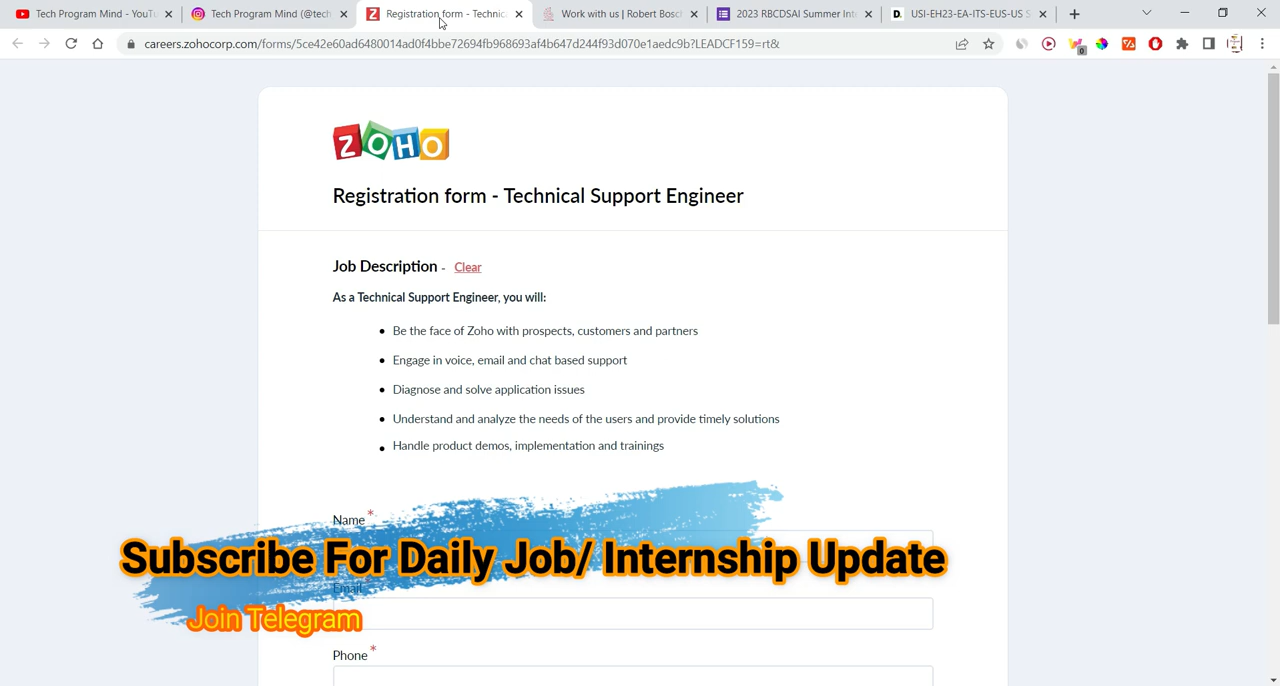 Tech Program Mind - YouTu
Tech Program Mind (@tech
Registration form - Technica
Work with us | Robert Bosc
2023 RBCDSAI Summer Inte
USI-EH23-EA-ITS-EUS-US S
careers.zohocorp.com/forms/5ce42e60ad648b0014ad0f4bbe72694fb969693af4b647d244f93d070e1aedc9b?LEADCF159=rt&
0
ZOHO
Registration form - Technical Support Engineer
Job Description - Clear
As a Technical Support Engineer, you will:
• Be the face of Zoho with prospects, customers and partners
• Engage in voice, email and chat based support
• Diagnose and solve application issues
• Understand and analyze the needs of the users and provide timely solutions
• Handle product demos, implementation and trainings
Name *
Subscribe For Daily Job/ Internship Update
Email
Join Telegram
Phone *